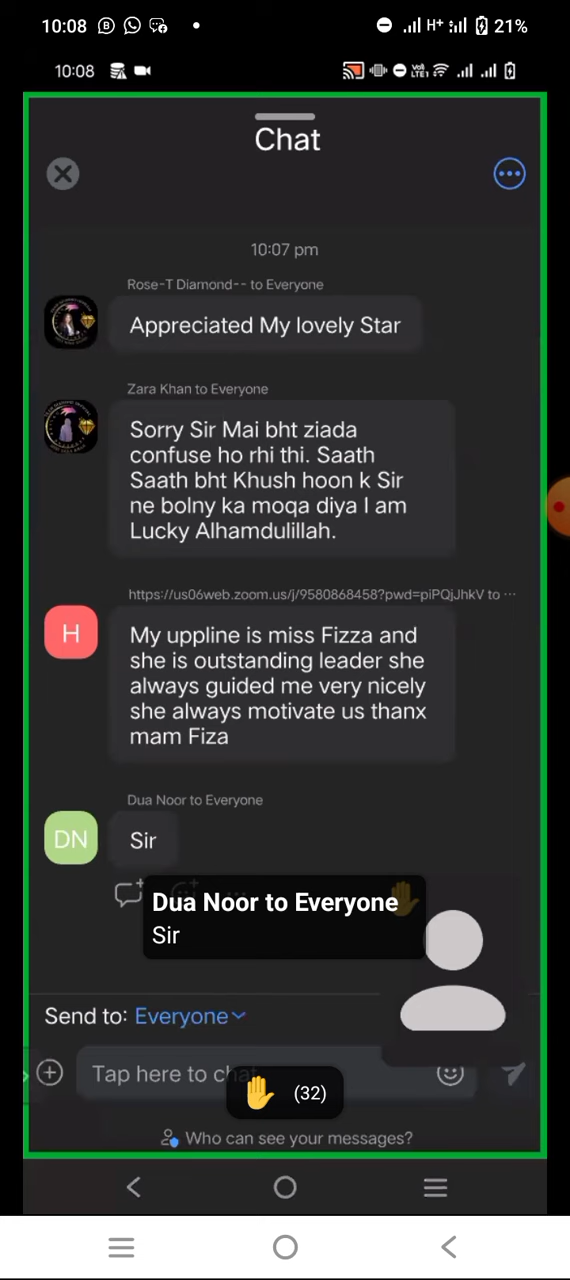 10:08 21%
10:08
Chat
10:07 pm
Rose-T Diamond-- to Everyone
Appreciated My lovely Star
Zara Khan to Everyone
Sorry Sir Mai bht ziada
confuse ho rhi thi. Saath
Saath bht Khush hoon k Sir
ne bolny ka moqa diya I am
Lucky Alhamdulillah.
https://us06web.zoom.us/j/9580868458?pwd=piPQjJhkV to ...
H
My uppline is miss Fizza and
she is outstanding leader she
always guided me very nicely
she always motivate us thanx
mam Fiza
Dua Noor to Everyone
DN
Sir
Dua Noor to Everyone
Sir
Send to: Everyone
Tap here to ch
(32)
Who can see your messages?